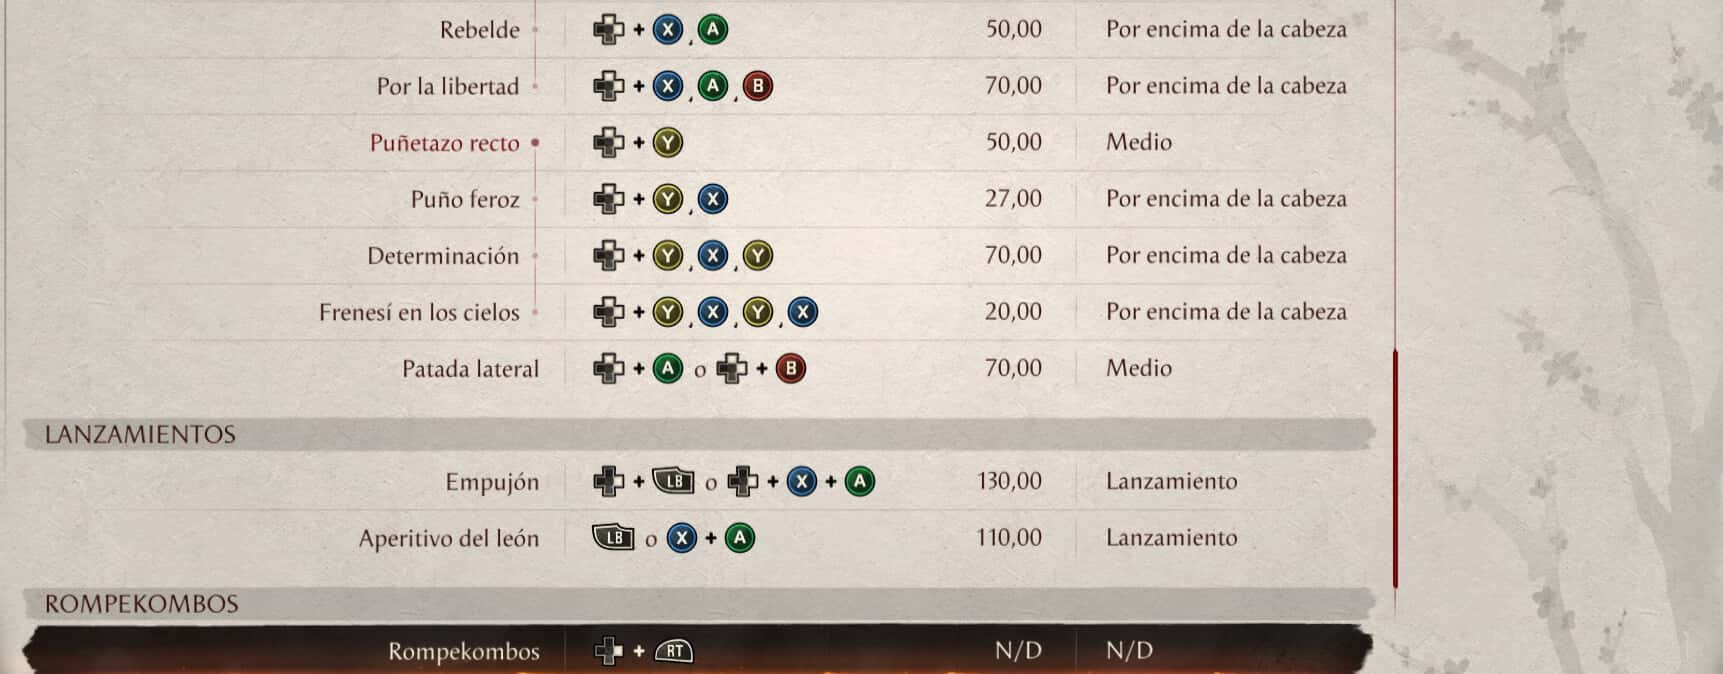 Rebelde + X , A 50,00 Por encima de la cabeza
Por la libertad + X , A , B 70,00 Por encima de la cabeza
Puñetazo recto + Y 50,00 Medio
Puño feroz + Y , X 27,00 Por encima de la cabeza
Determinación + Y , X , Y 70,00 Por encima de la cabeza
Frenesí en los cielos + Y , X , Y , X 20,00 Por encima de la cabeza
Patada lateral + A o + B 70,00 Medio
LANZAMIENTOS
Empujón + LB o + X + A 130,00 Lanzamiento
Aperitivo del león LB o X + A 110,00 Lanzamiento
ROMPEKOMBOS
Rompekombos + RT N/D N/D